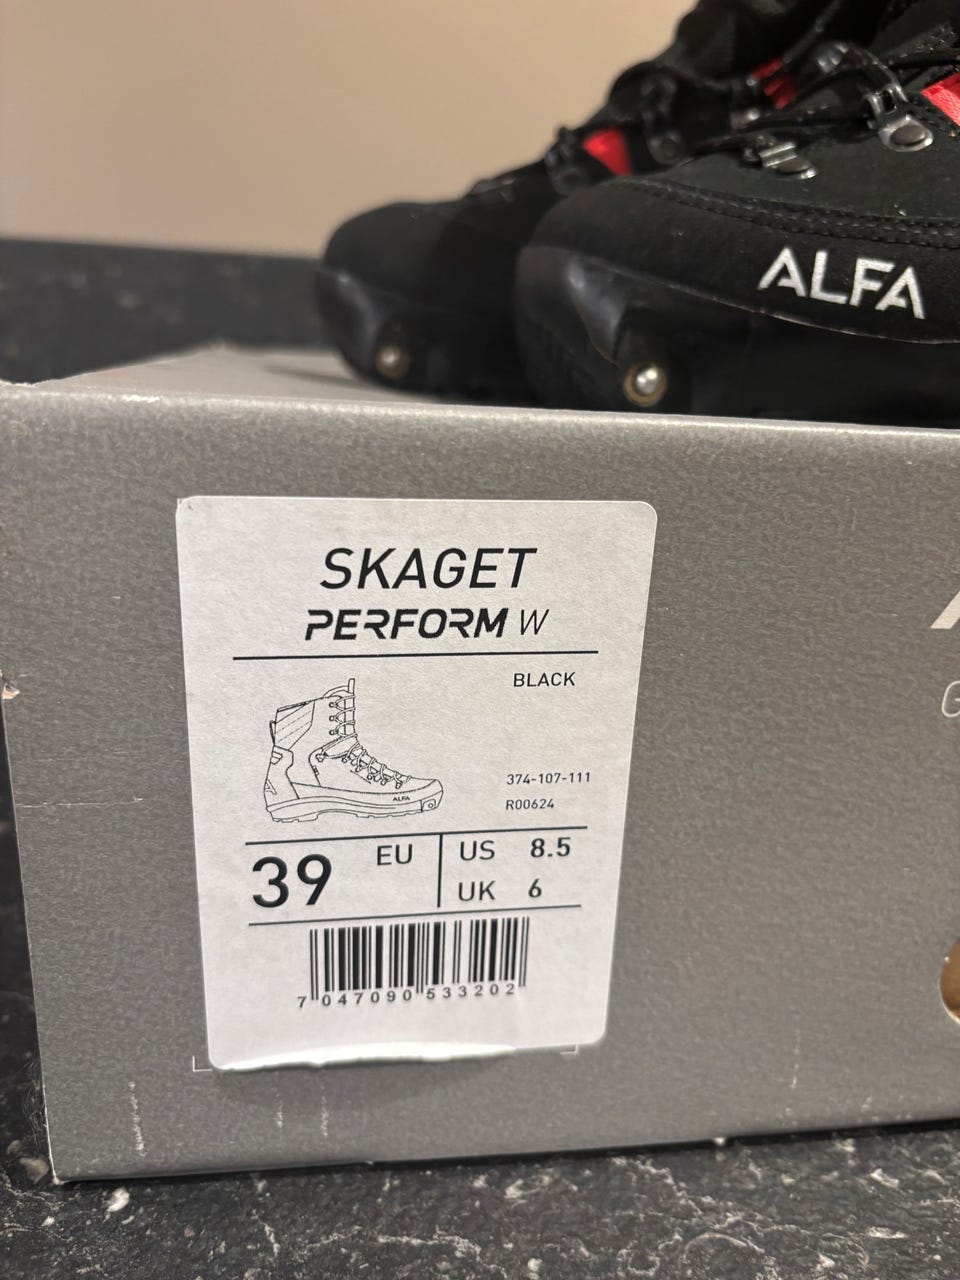 ALFA
SKAGET
PERFORM W
BLACK
ALFA
374-107-111
R00624
39 EU
US 8.5
UK 6
7 047090 533202